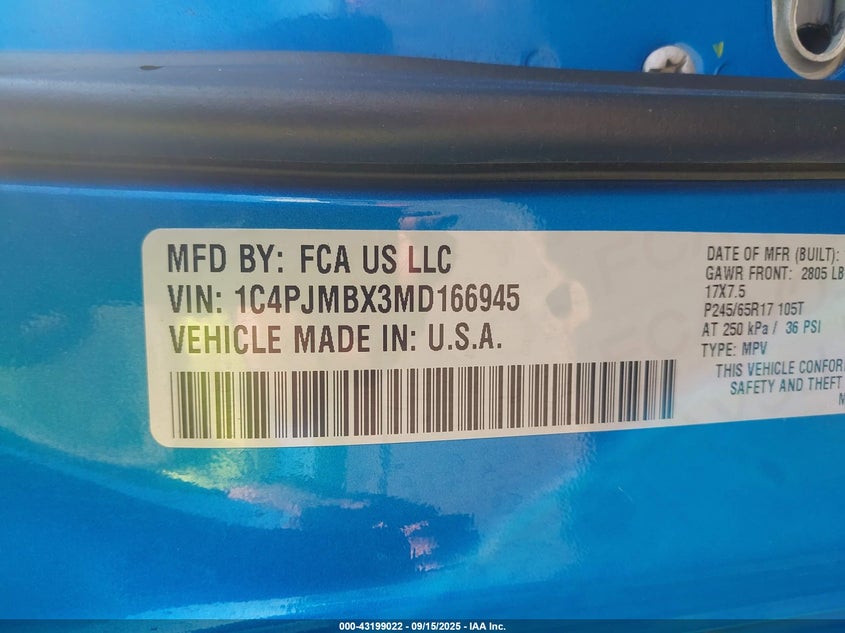 MFD BY: FCA US LLC
VIN: 1C4PJMBX3MD166945
VEHICLE MADE IN: U.S.A.
DATE OF MFR (BUILT):
GAWR FRONT: 2805 LB
17X7.5
P245/65R17 105T
AT 250 kPa / 36 PSI
TYPE: MPV
THIS VEHICLE CONFOR
SAFETY AND THEFT
M
000-43199022 - 09/15/2025 - IAA Inc.